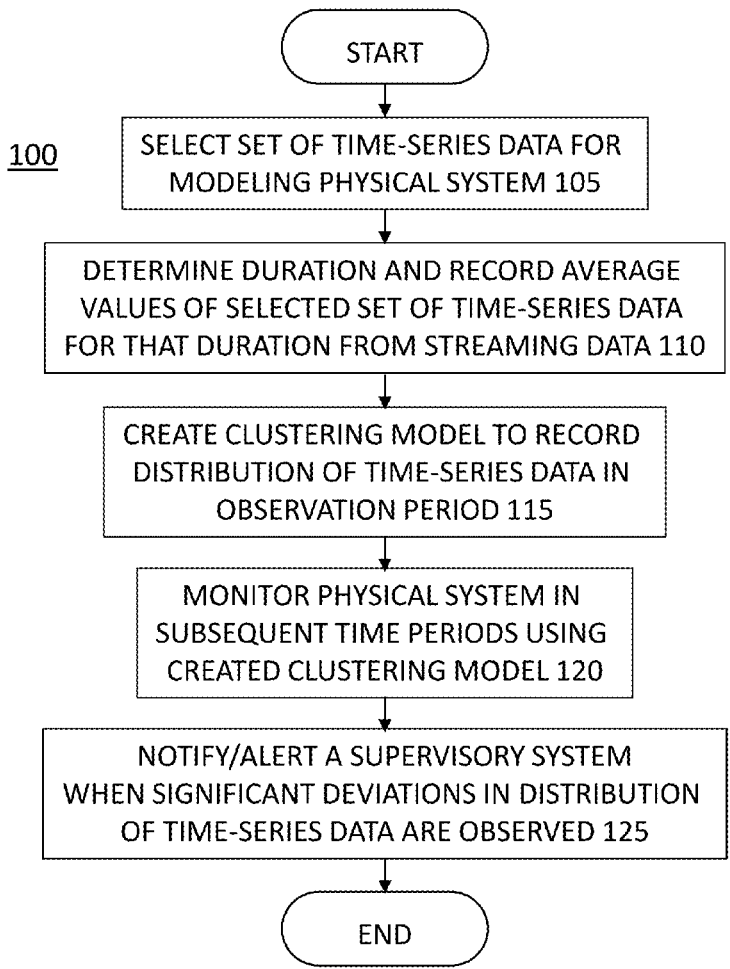 START
100
SELECT SET OF TIME-SERIES DATA FOR
MODELING PHYSICAL SYSTEM 105
DETERMINE DURATION AND RECORD AVERAGE
VALUES OF SELECTED SET OF TIME-SERIES DATA
FOR THAT DURATION FROM STREAMING DATA 110
CREATE CLUSTERING MODEL TO RECORD
DISTRIBUTION OF TIME-SERIES DATA IN
OBSERVATION PERIOD 115
MONITOR PHYSICAL SYSTEM IN
SUBSEQUENT TIME PERIODS USING
CREATED CLUSTERING MODEL 120
NOTIFY/ALERT A SUPERVISORY SYSTEM
WHEN SIGNIFICANT DEVIATIONS IN DISTRIBUTION
OF TIME-SERIES DATA ARE OBSERVED 125
END